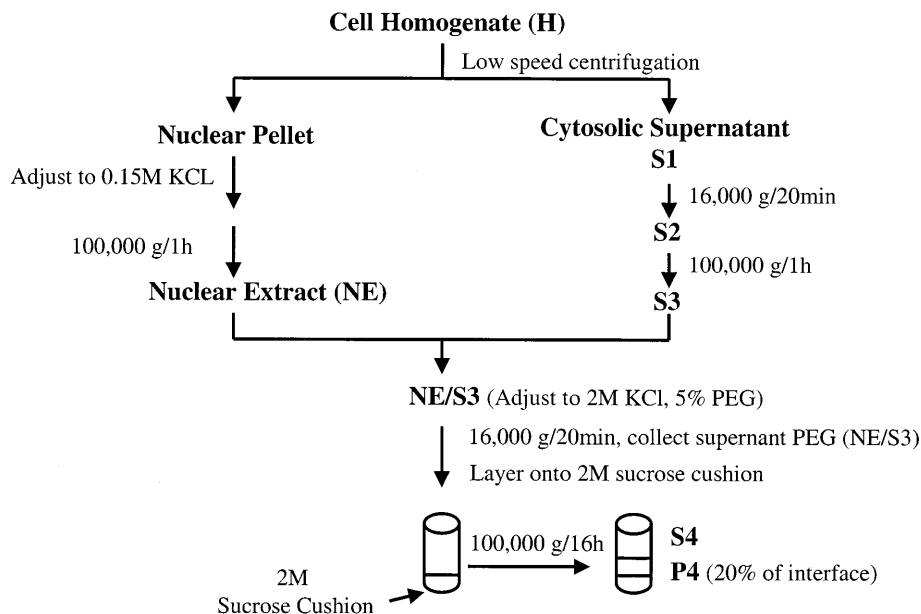 Cell Homogenate (H)
Low speed centrifugation
Nuclear Pellet
Cytosolic Supernatant
S1
Adjust to 0.15M KCL
16,000 g/20min
S2
100,000 g/1h
100,000 g/1h
Nuclear Extract (NE)
S3
NE/S3 (Adjust to 2M KCl, 5% PEG)
16,000 g/20min, collect supernant PEG (NE/S3)
Layer onto 2M sucrose cushion
100,000 g/16h
S4
P4 (20% of interface)
2M
Sucrose Cushion